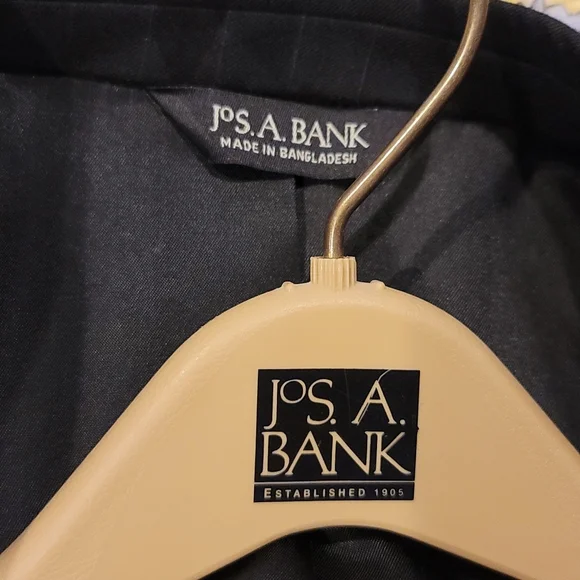 JOS. A. BANK
MADE IN BANGLADESH
JOS. A.
BANK
ESTABLISHED 1905